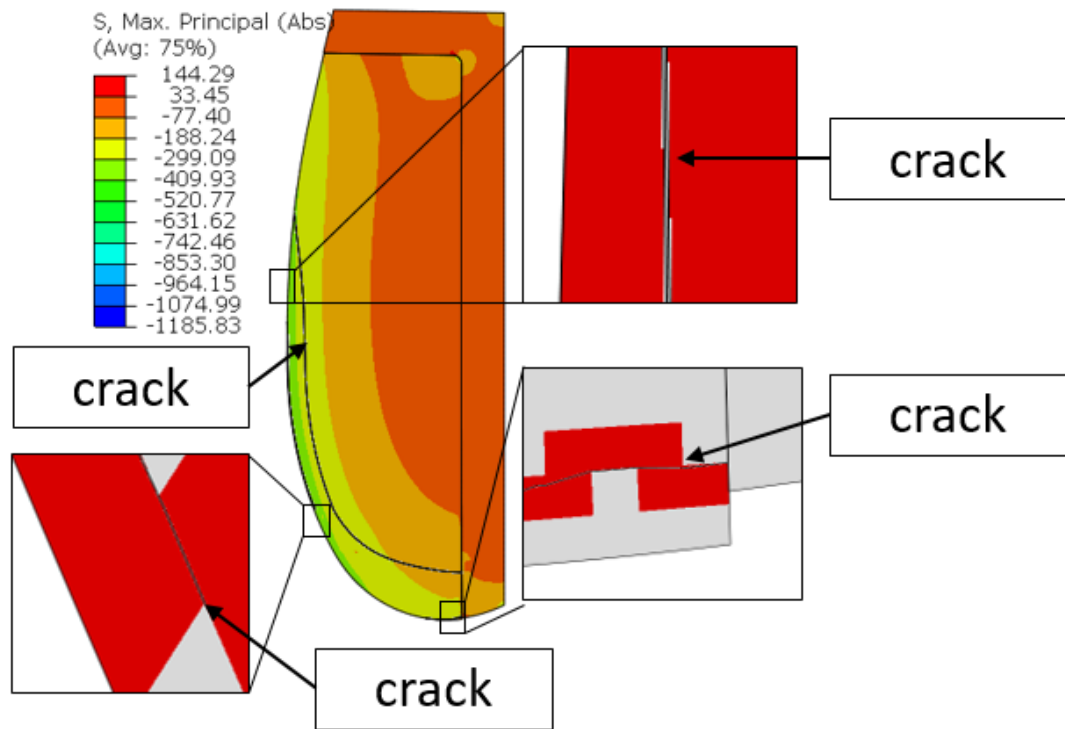 S, Max. Principal (Abs)
(Avg: 75%)
144.29
33.45
-77.40
-188.24
-299.09
-409.93
-520.77
-631.62
-742.46
-853.30
-964.15
-1074.99
-1185.83
crack
crack
crack
crack